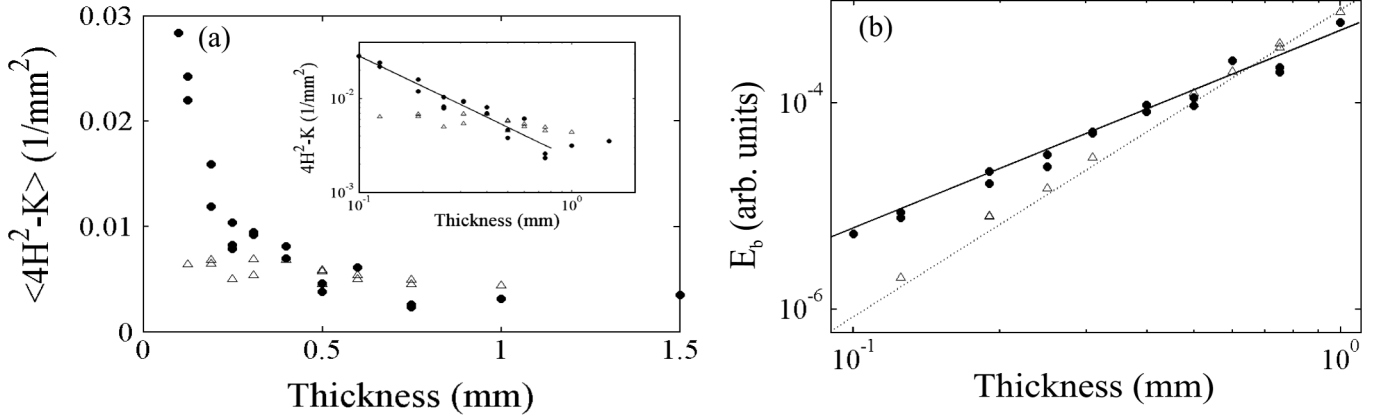 (a)
<4H²-K> (1/mm²)
0.03
0.02
0.01
0
0
0.5
1
1.5
Thickness (mm)
4H²-K (1/mm²)
10⁻²
10⁻³
10⁻¹
10⁰
Thickness (mm)
(b)
E_b (arb. units)
10⁻⁴
10⁻⁶
10⁻¹
10⁰
Thickness (mm)